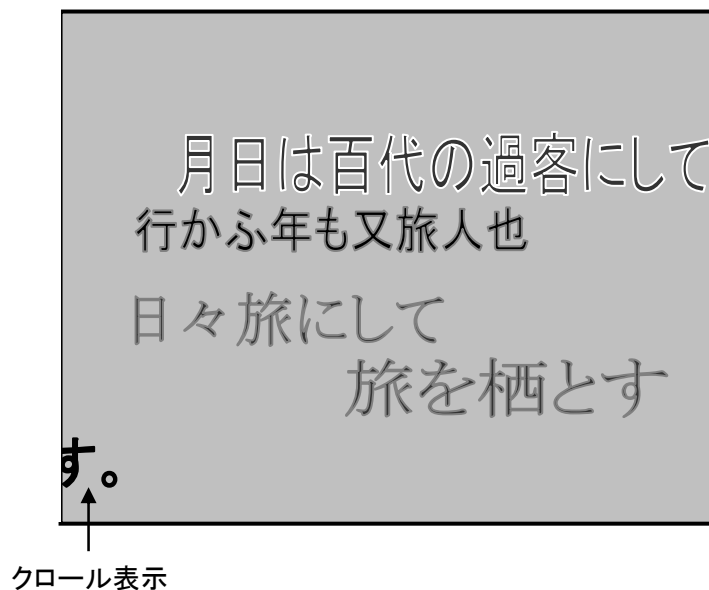 月日は百代の過客にして
行かふ年も又旅人也
日々旅にして
旅を栖とす
す。
クロール表示